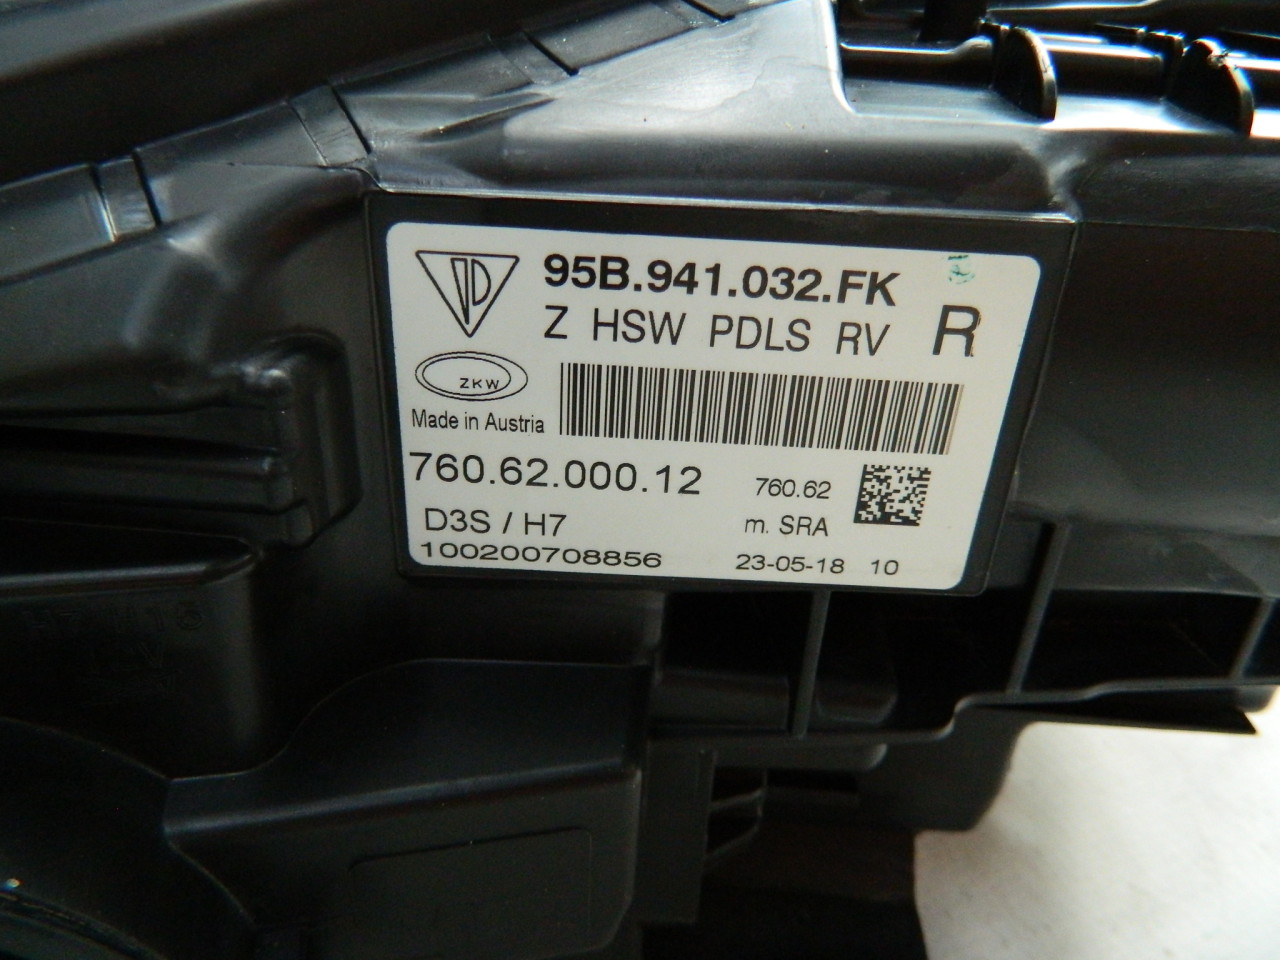 95B.941.032.FK
Z HSW PDLS RV R
ZKW
Made in Austria
760.62.000.12
760.62
D3S / H7
m. SRA
100200708856
23-05-18 10